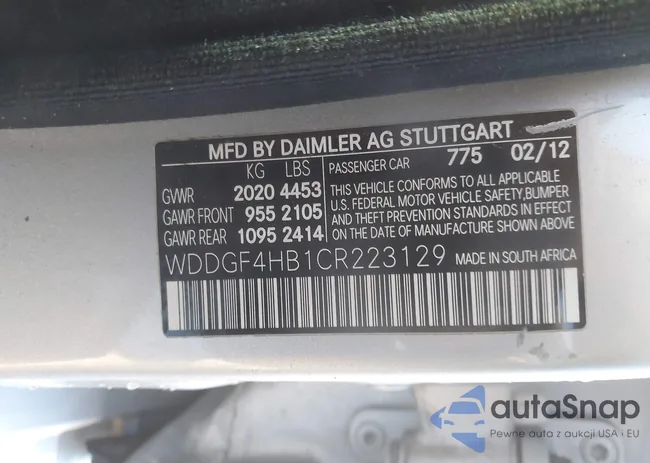 MFD BY DAIMLER AG STUTTGART
KG LBS
PASSENGER CAR 775 02/12
GVWR 2020 4453
GAWR FRONT 955 2105
GAWR REAR 1095 2414
THIS VEHICLE CONFORMS TO ALL APPLICABLE
U.S. FEDERAL MOTOR VEHICLE SAFETY, BUMPER
AND THEFT PREVENTION STANDARDS IN EFFECT
ON THE DATE OF MANUFACTURE SHOWN ABOVE
WDDGF4HB1CR223129 MADE IN SOUTH AFRICA
autaSnap
Pewne auta z aukcji USA i EU